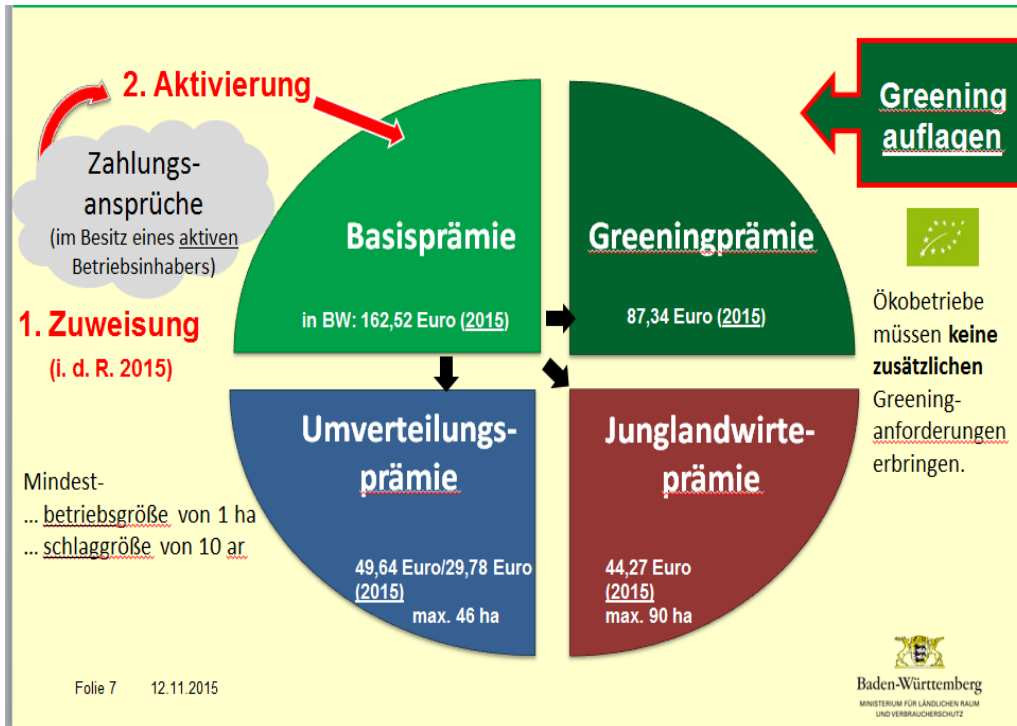 2. Aktivierung
Zahlungs-
ansprüche
(im Besitz eines aktiven
Betriebsinhabers)
1. Zuweisung
(i. d. R. 2015)
Mindest-
... betriebsgröße von 1 ha
... schlaggröße von 10 ar
Basisprämie
in BW: 162,52 Euro (2015)
Greeningprämie
87,34 Euro (2015)
Umverteilungs-
prämie
49,64 Euro/29,78 Euro
(2015)
max. 46 ha
Junglandwirte-
prämie
44,27 Euro
(2015)
max. 90 ha
Greening
auflagen
Ökobetriebe
müssen keine
zusätzlichen
Greening-
anforderungen
erbringen.
Folie 7 12.11.2015
Baden-Württemberg
MINISTERIUM FÜR LÄNDLICHEN RAUM
UND VERBRAUCHERSCHUTZ